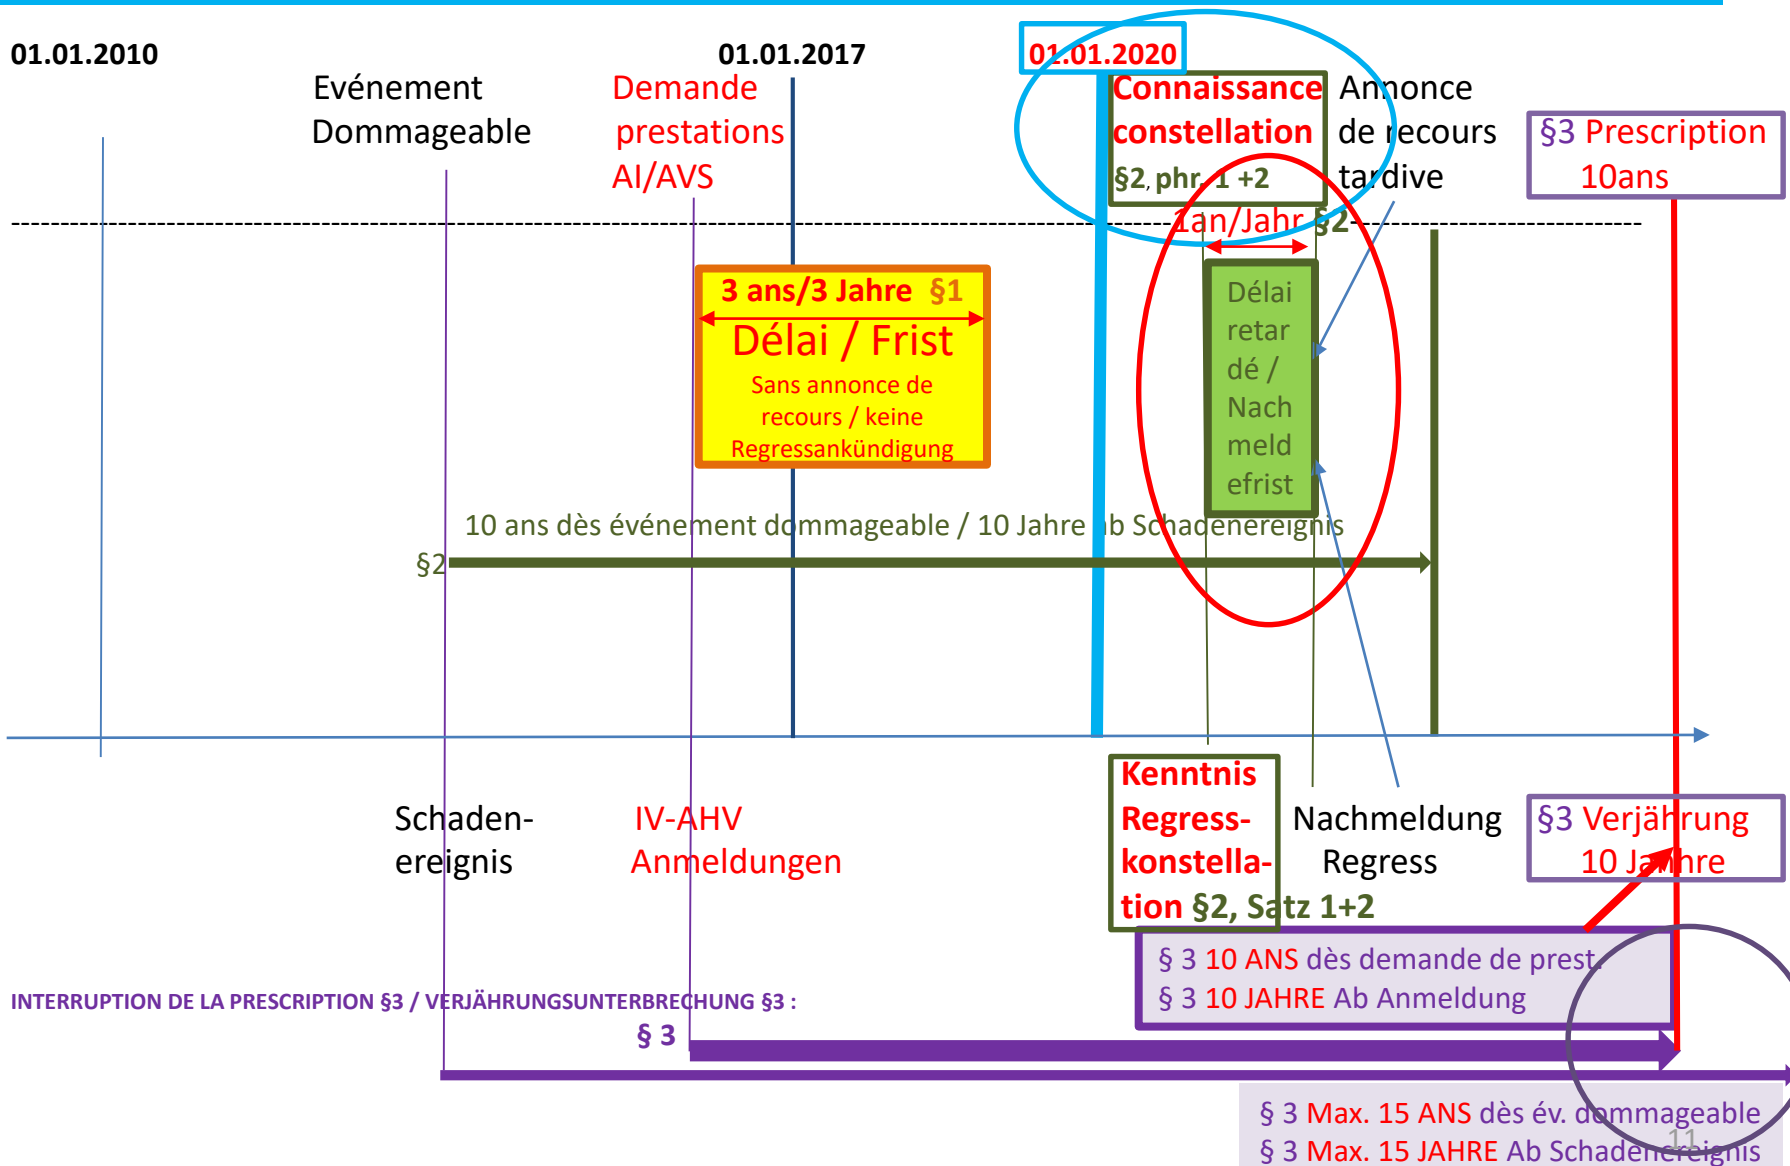 01.01.2010
01.01.2017
01.01.2020
Evénement
Dommageable
Demande
prestations
AI/AVS
Connaissance
constellation
§2, phr. 1 +2
Annonce
de recours
tardive
§3 Prescription
10ans
1an/Jahr §2
3 ans/3 Jahre §1
Délai / Frist
Sans annonce de
recours / keine
Regressankündigung
Délai
retar
dé /
Nach
meld
efrist
10 ans dès événement dommageable / 10 Jahre ab Schadenereignis
§2
Schaden-
ereignis
IV-AHV
Anmeldungen
Kenntnis
Regress-
konstella-
tion §2, Satz 1+2
Nachmeldung
Regress
§3 Verjährung
10 Janhre
§ 3 10 ANS dès demande de prest.
§ 3 10 JAHRE Ab Anmeldung
INTERRUPTION DE LA PRESCRIPTION §3 / VERJÄHRUNGSUNTERBRECHUNG §3 :
§ 3
§ 3 Max. 15 ANS dès év. dommageable
§ 3 Max. 15 JAHRE Ab Schadenereignis
11